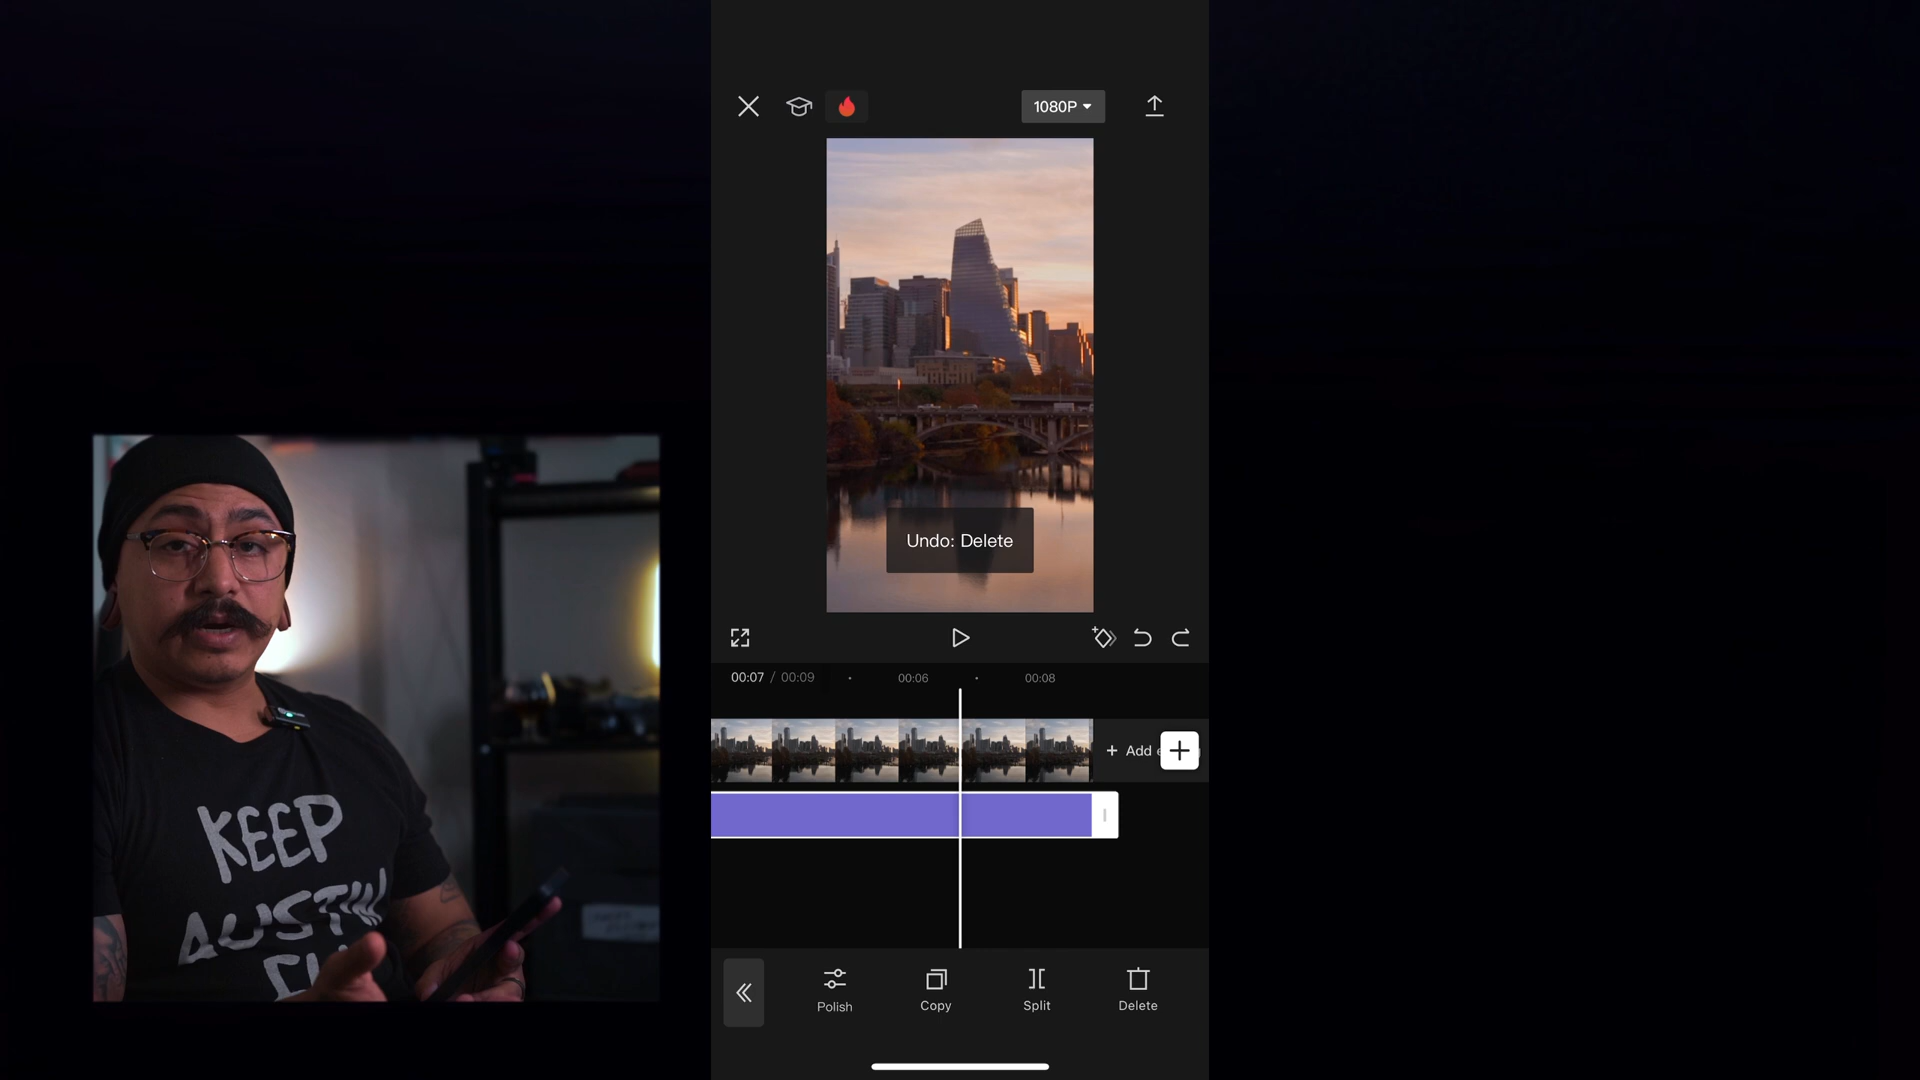 1080P
Undo: Delete
00:07 / 00:09
00:06
00:08
+ Add
KEEP
AUSTIN
Polish
Copy
Split
Delete